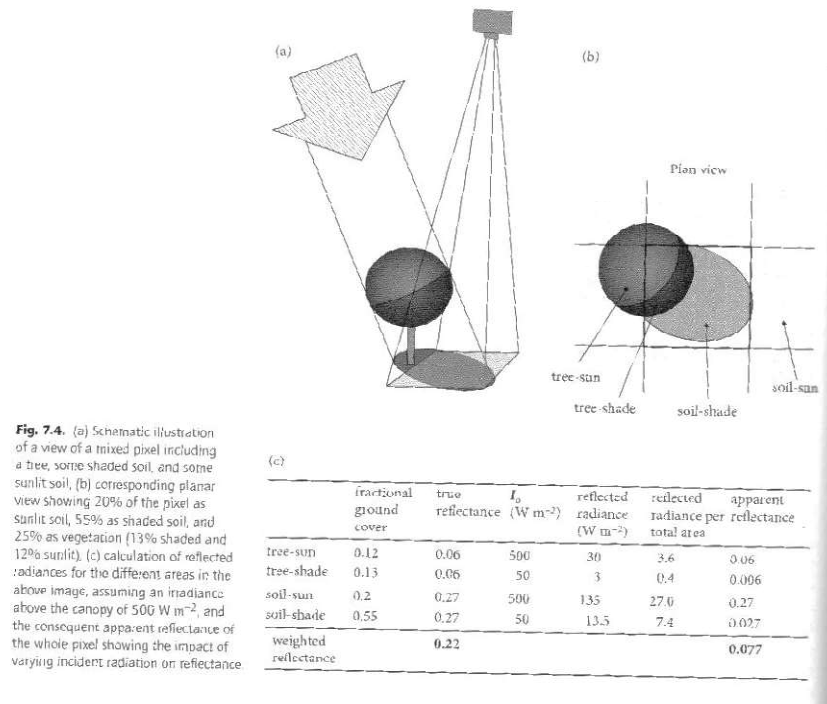 (a)
(b)
Plan view
tree-sun
soil-sun
tree-shade
soil-shade
Fig. 7.4. (a) Schematic illustration
of a view of a mixed pixel including
a tree, some shaded soil, and some
sunlit soil, (b) corresponding planar
view showing 20% of the pixel as
sunlit soil, 55% as shaded soil, and
25% as vegetation (13% shaded and
12% sunlit), (c) calculation of reflected
radiances for the different areas in the
above image, assuming an irradiance
above the canopy of 500 W m⁻², and
the consequent apparent reflectance of
the whole pixel showing the impact of
varying incident radiation on reflectance
(c)
fractional true Iₒ reflected reflected apparent
ground reflectance (W m⁻²) radiance radiance per reflectance
cover (W m⁻²) total area
tree-sun 0.12 0.06 500 30 3.6 0.06
tree-shade 0.13 0.06 50 3 0.4 0.006
soil-sun 0.2 0.27 500 135 27.0 0.27
soil-shade 0.55 0.27 50 13.5 7.4 0.027
weighted 0.22 0.077
reflectance